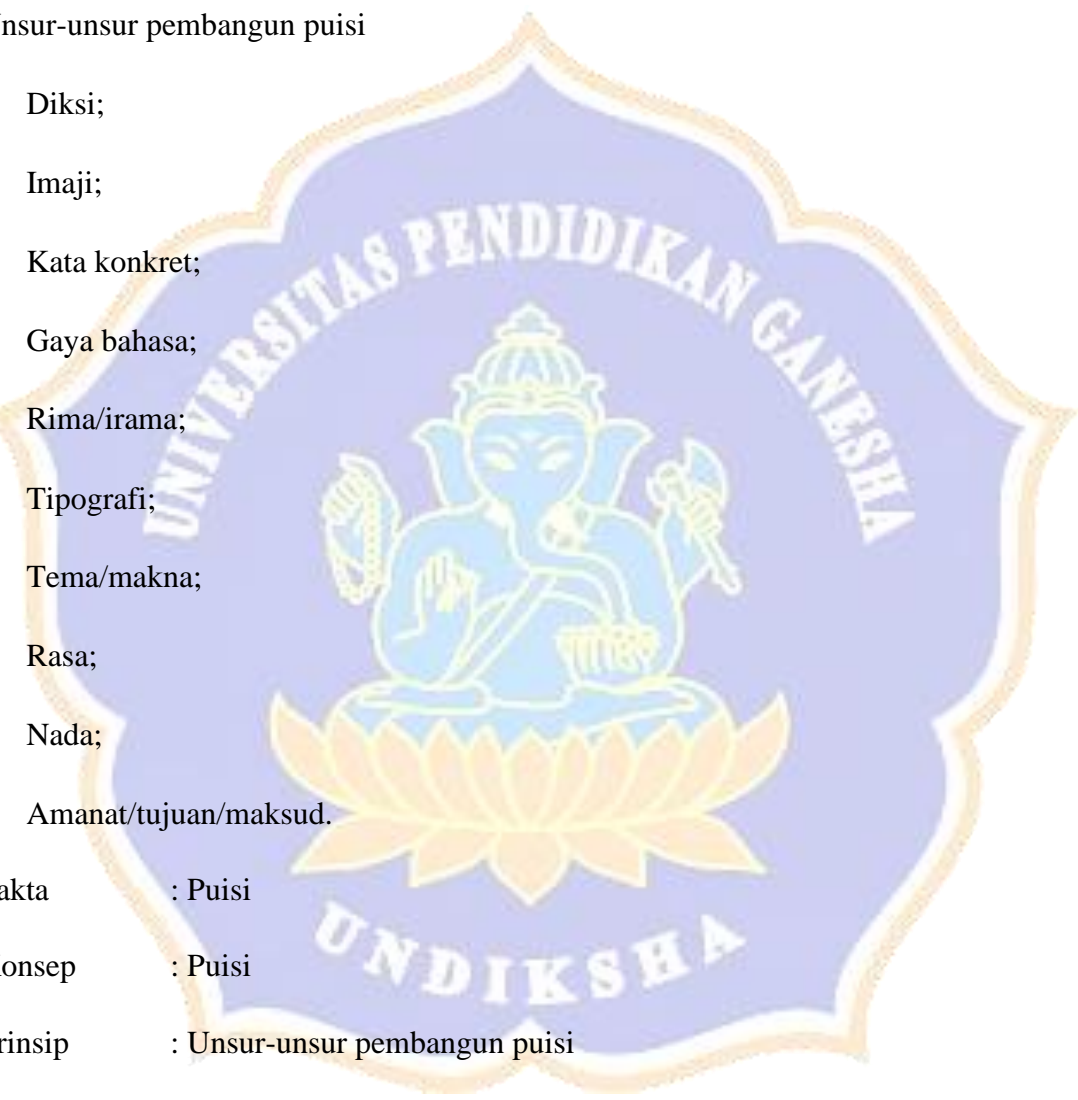 nsur-unsur pembangun puisi
Diksi;
Imaji;
Kata konkret;
Gaya bahasa;
Rima/irama;
Tipografi;
Tema/makna;
Rasa;
Nada;
Amanat/tujuan/maksud.
akta : Puisi
onsep : Puisi
rinsip : Unsur-unsur pembangun puisi
UNIVERSITAS PENDIDIKAN GANESHA
UNDIKSHA